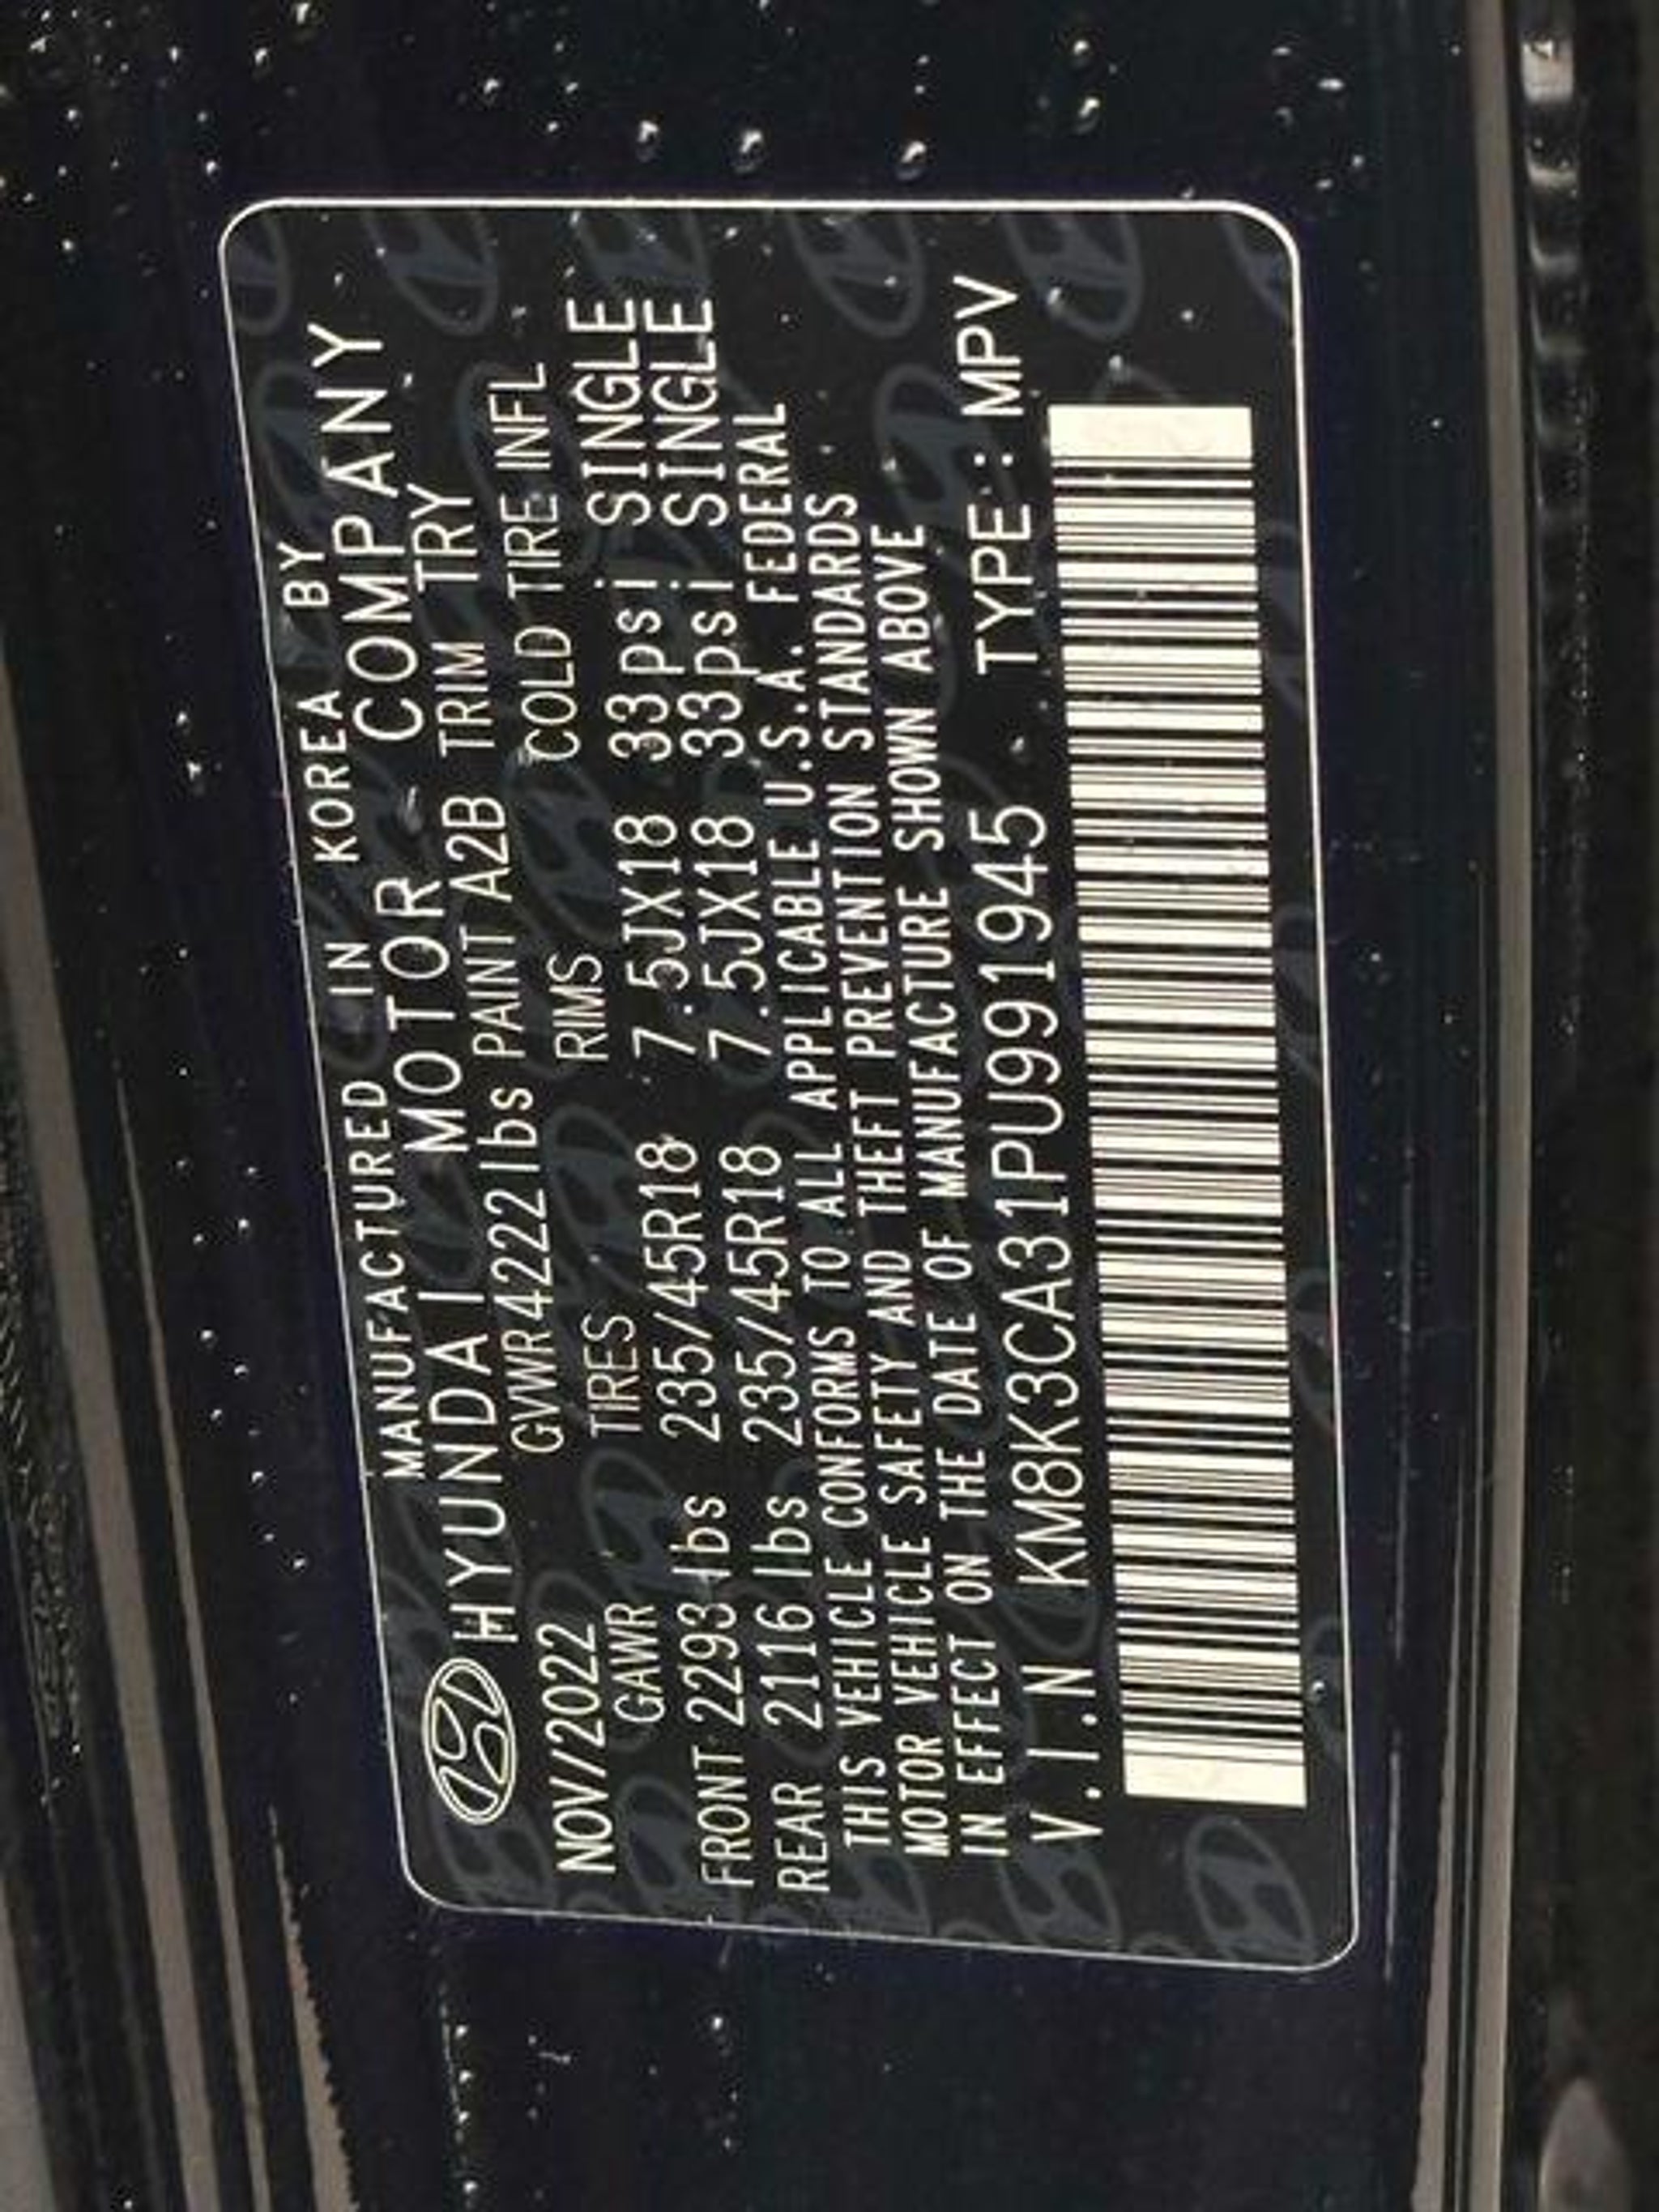 MANUFACTURED IN KOREA BY
HYUNDAI MOTOR COMPANY
NOV/2022 GVWR4222lbs PAINT A2B TRIM TRY
GAWR TIRES RIMS COLD TIRE INFL
FRONT 2293 lbs 235/45R18 7.5JX18 33psi SINGLE
REAR 2116 lbs 235/45R18 7.5JX18 33psi SINGLE
THIS VEHICLE CONFORMS TO ALL APPLICABLE U.S.A. FEDERAL
MOTOR VEHICLE SAFETY AND THEFT PREVENTION STANDARDS
IN EFFECT ON THE DATE OF MANUFACTURE SHOWN ABOVE
V.I.N KM8K3CA31PU991945 TYPE : MPV